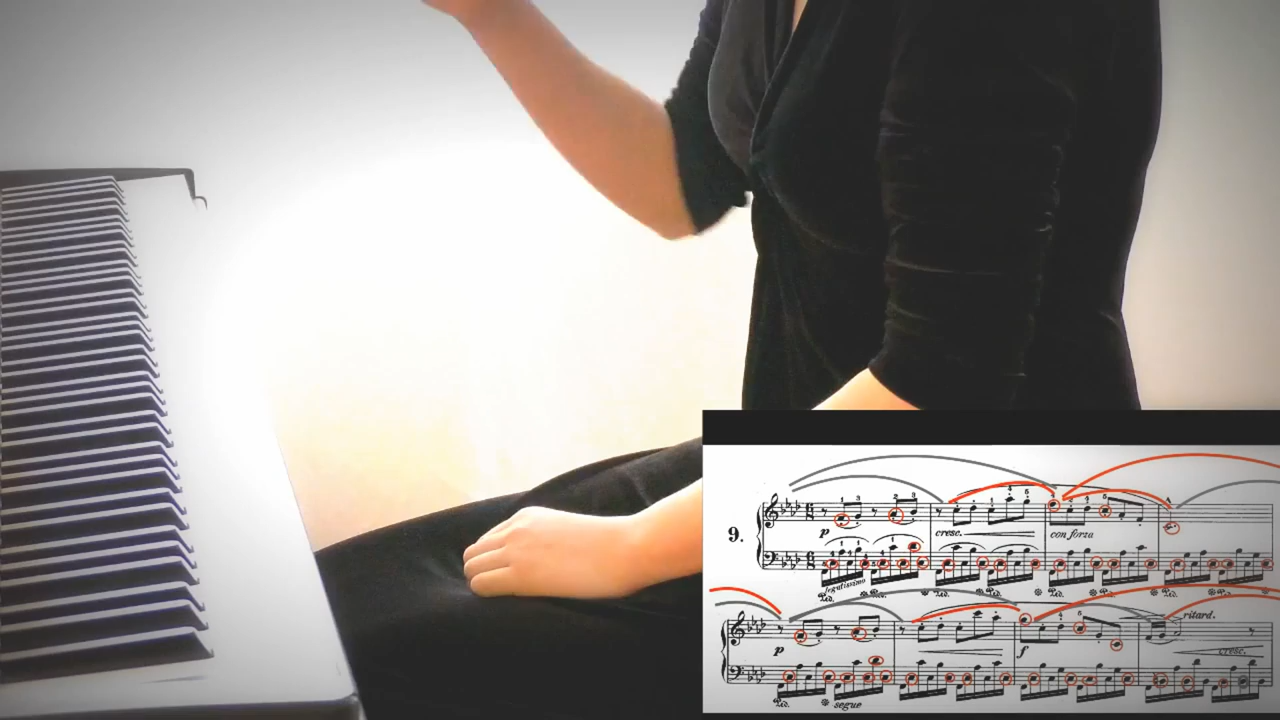 9.
p
cresc.
con forza
legatissimo
p
f
ritard.
cresc.
segue